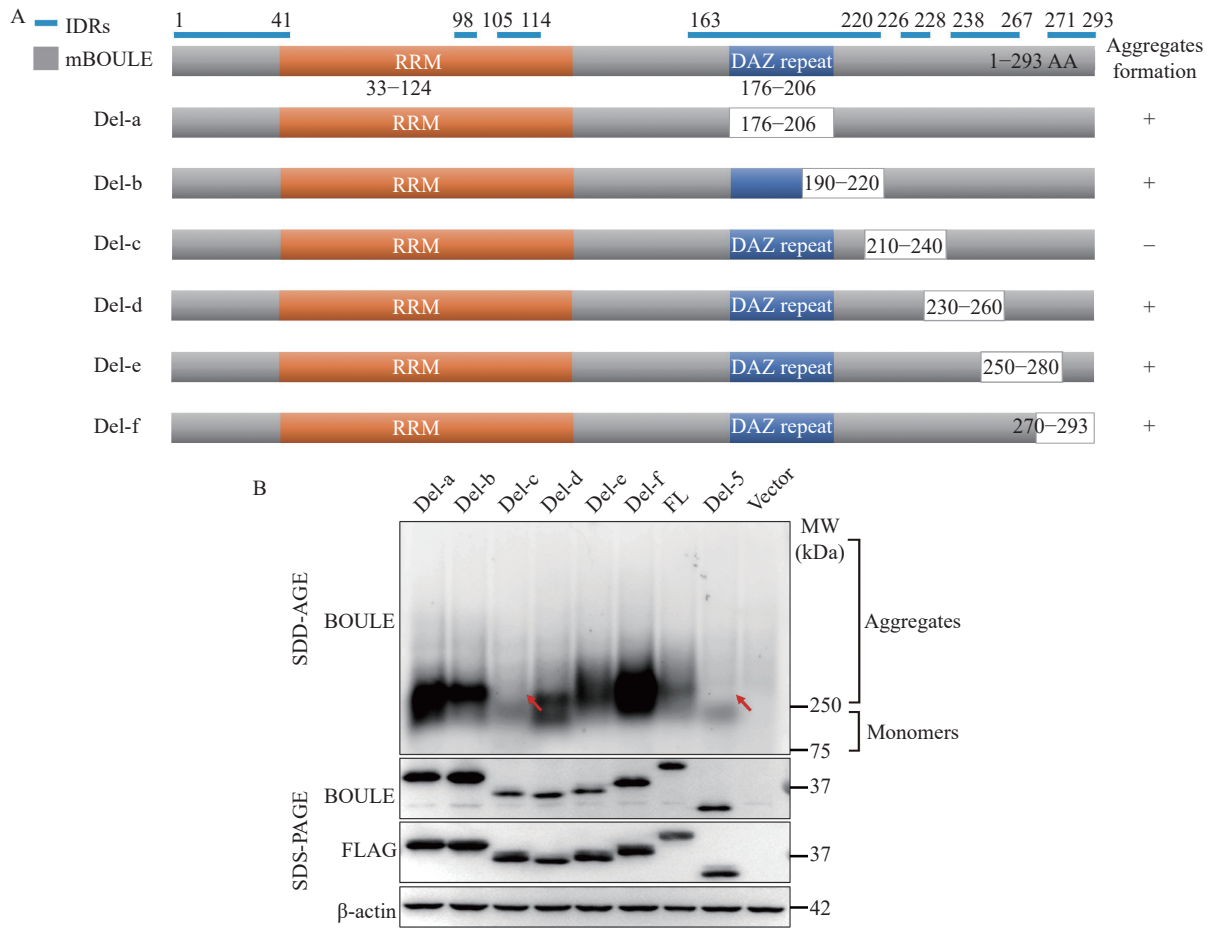 A
1 41 98 105 114 163 220 226 228 238 267 271 293
IDRs
mBOULE RRM DAZ repeat 1−293 AA
Aggregates
formation
33−124 176−206
Del-a RRM 176−206 +
Del-b RRM 190−220 +
Del-c RRM DAZ repeat 210−240 −
Del-d RRM DAZ repeat 230−260 +
Del-e RRM DAZ repeat 250−280 +
Del-f RRM DAZ repeat 270−293 +
B
Del-a Del-b Del-c Del-d Del-e Del-f FL Del-5 Vector
MW
(kDa)
SDD-AGE
BOULE
Aggregates
250
Monomers
75
SDS-PAGE
BOULE
37
FLAG
37
β-actin
42